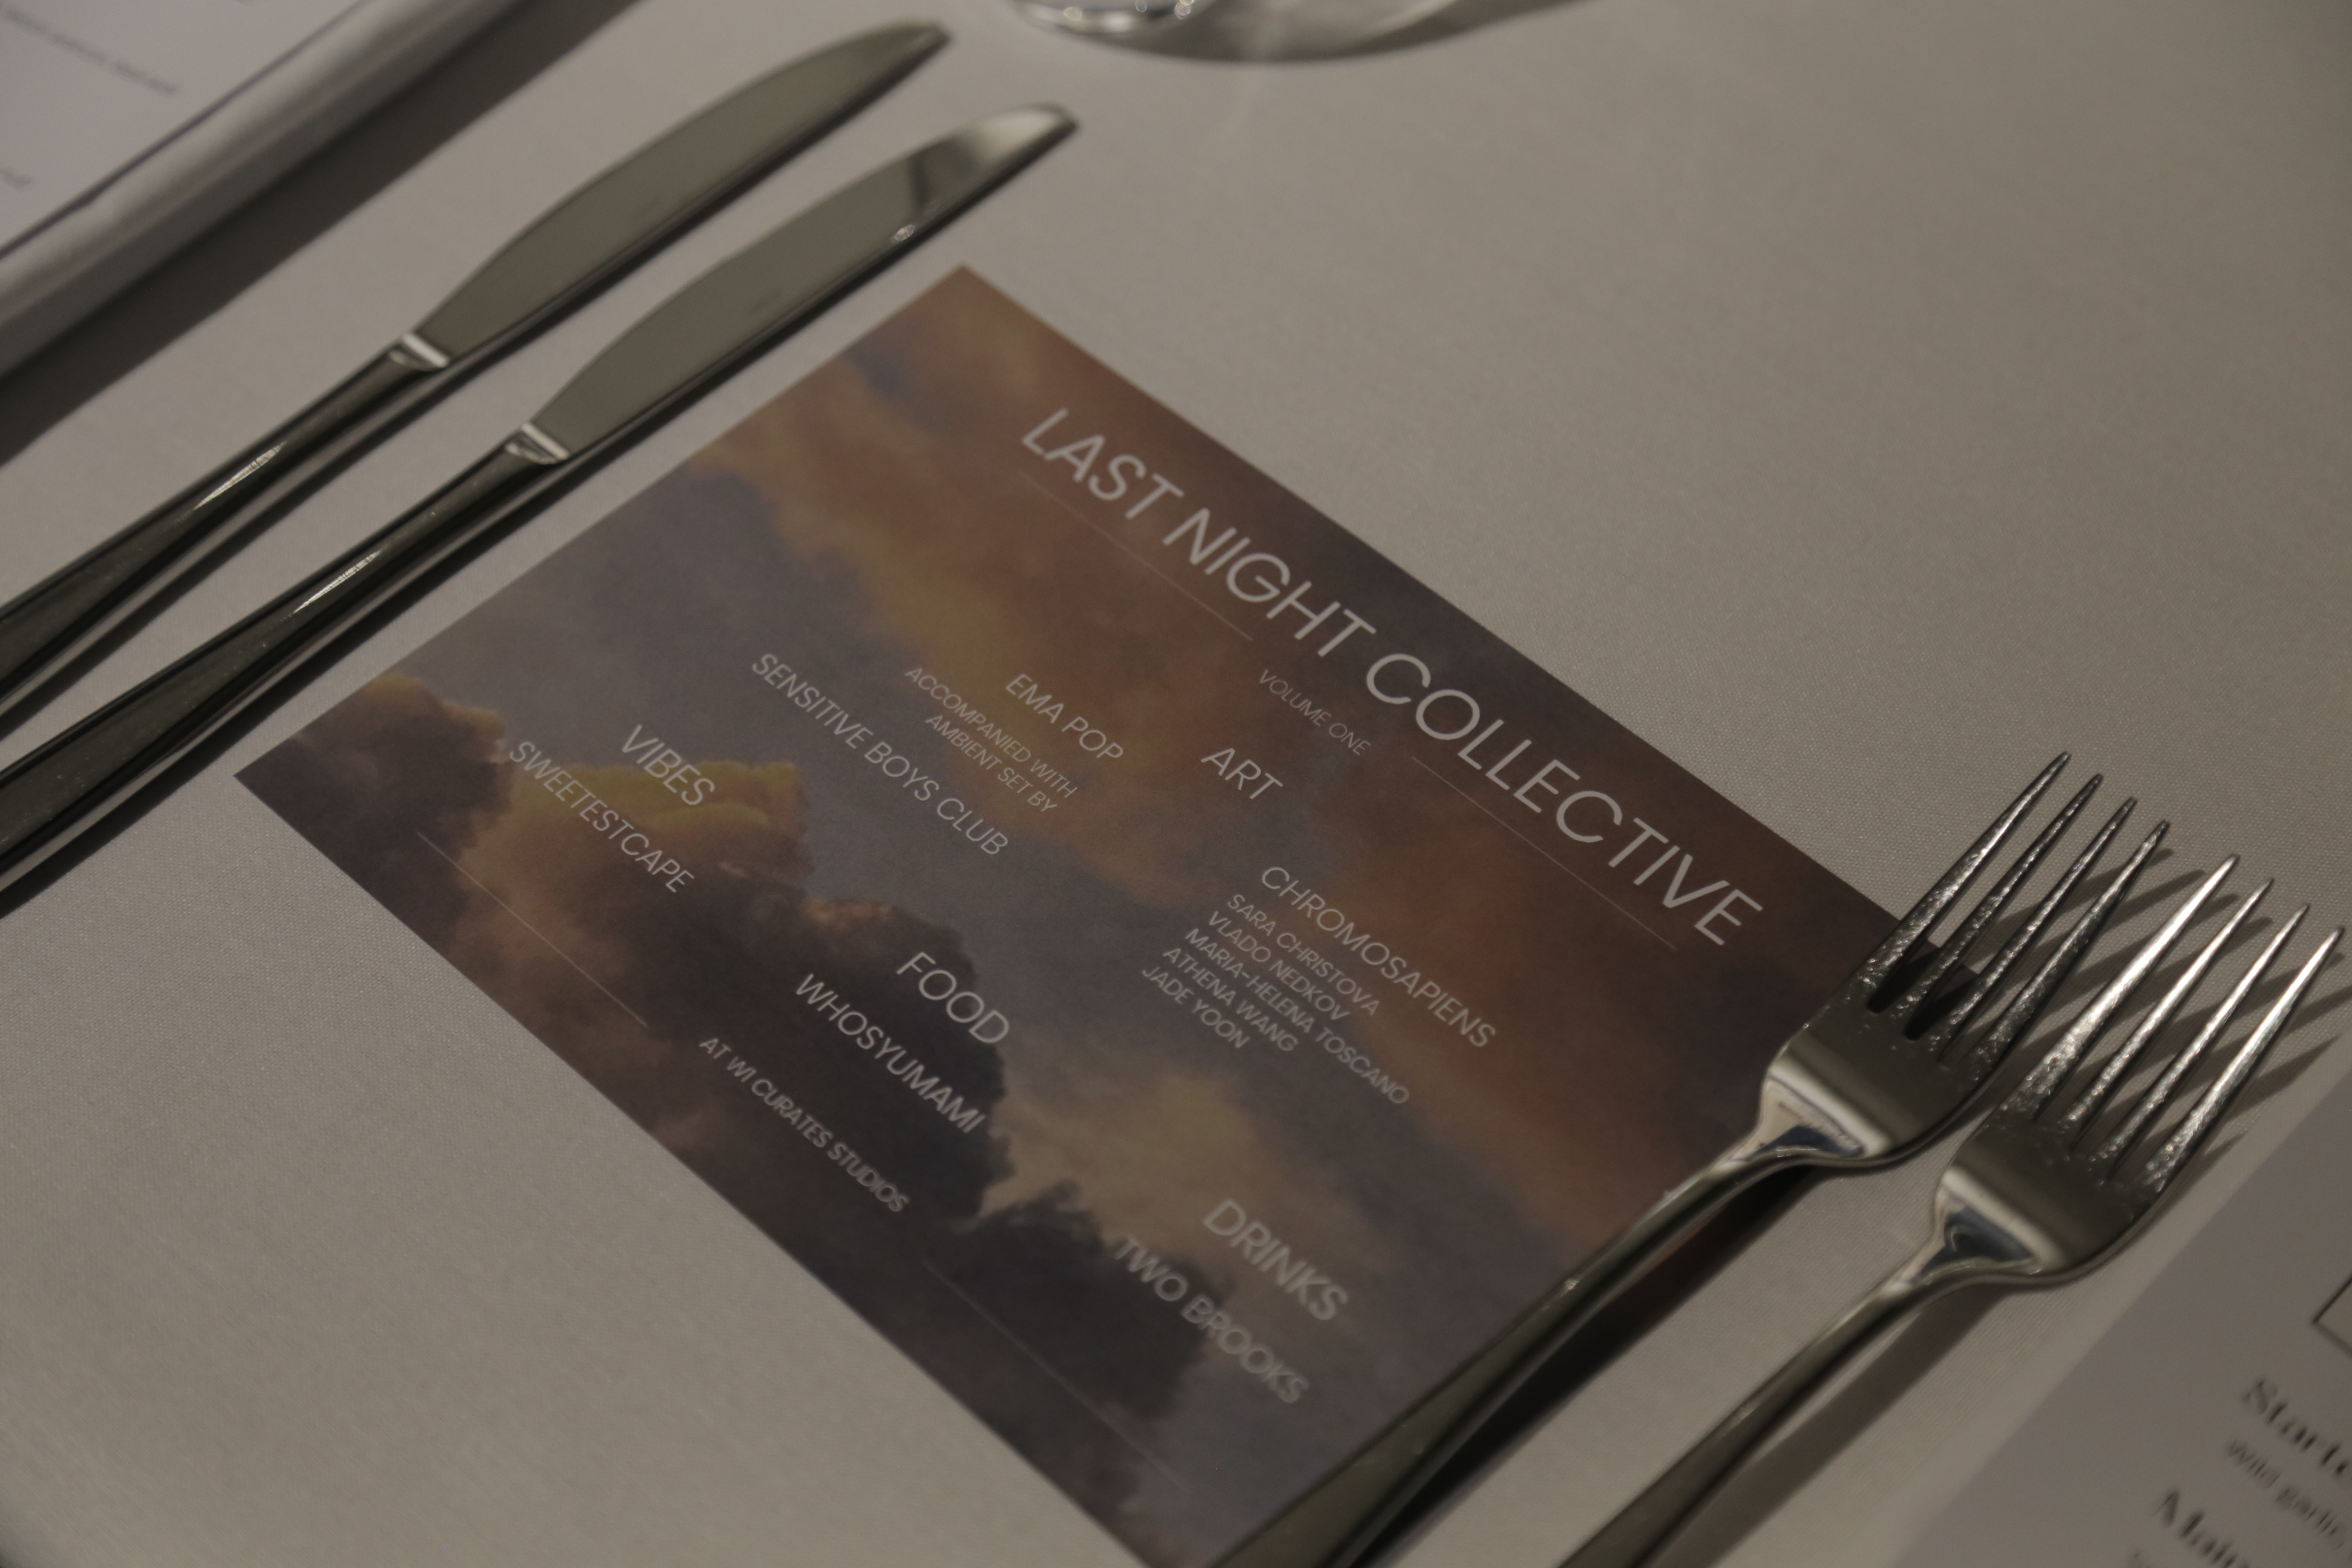 LAST NIGHT COLLECTIVE
VOLUME ONE
ART
EMA POP
ACCOMPANIED WITH
AMBIENT SET BY
SENSITIVE BOYS CLUB
CHROMOSAPIENS
SARA CHRISTOVA
VLADO NEDKOV
MARIA-HELENA TOSCANO
ATHENA WANG
JADE YOON
VIBES
SWEETESTCAPE
FOOD
WHOSYUMAMI
DRINKS
TWO BROOKS
AT WI CURATES STUDIOS
Wild garlic